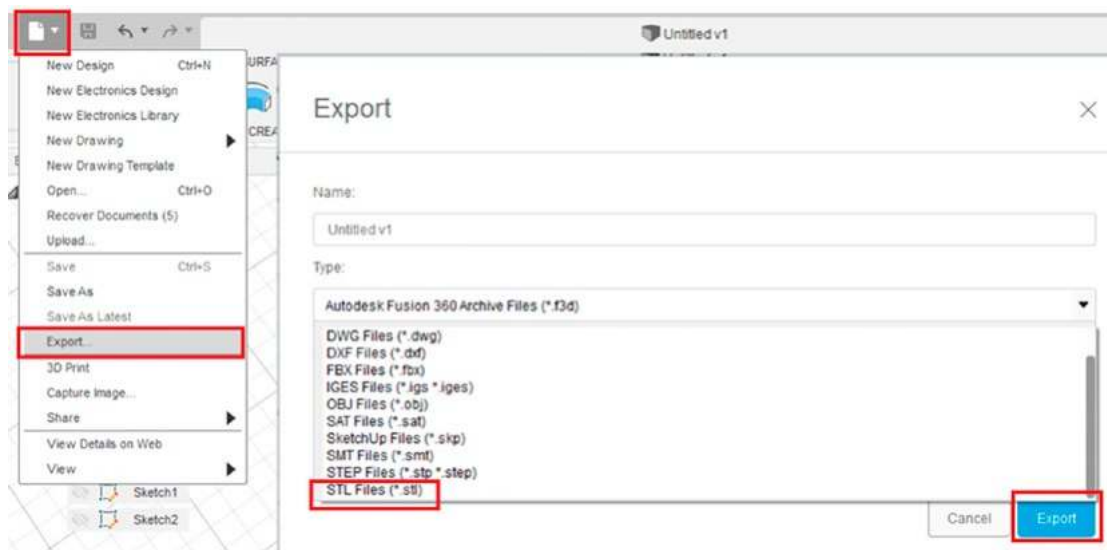 Untitled v1
New Design Ctrl+N
New Electronics Design
New Electronics Library
New Drawing
New Drawing Template
Open... Ctrl+O
Recover Documents (5)
Upload...
Save Ctrl+S
Save As
Save As Latest
Export...
3D Print
Capture Image...
Share
View Details on Web
View
Sketch1
Sketch2
URFA
CREA
Export
Name:
Untitled v1
Type:
Autodesk Fusion 360 Archive Files (*.f3d)
DWG Files (*.dwg)
DXF Files (*.dxf)
FBX Files (*.fbx)
IGES Files (*.igs *.iges)
OBJ Files (*.obj)
SAT Files (*.sat)
SketchUp Files (*.skp)
SMT Files (*.smt)
STEP Files (*.stp *.step)
STL Files (*.stl)
Cancel
Export